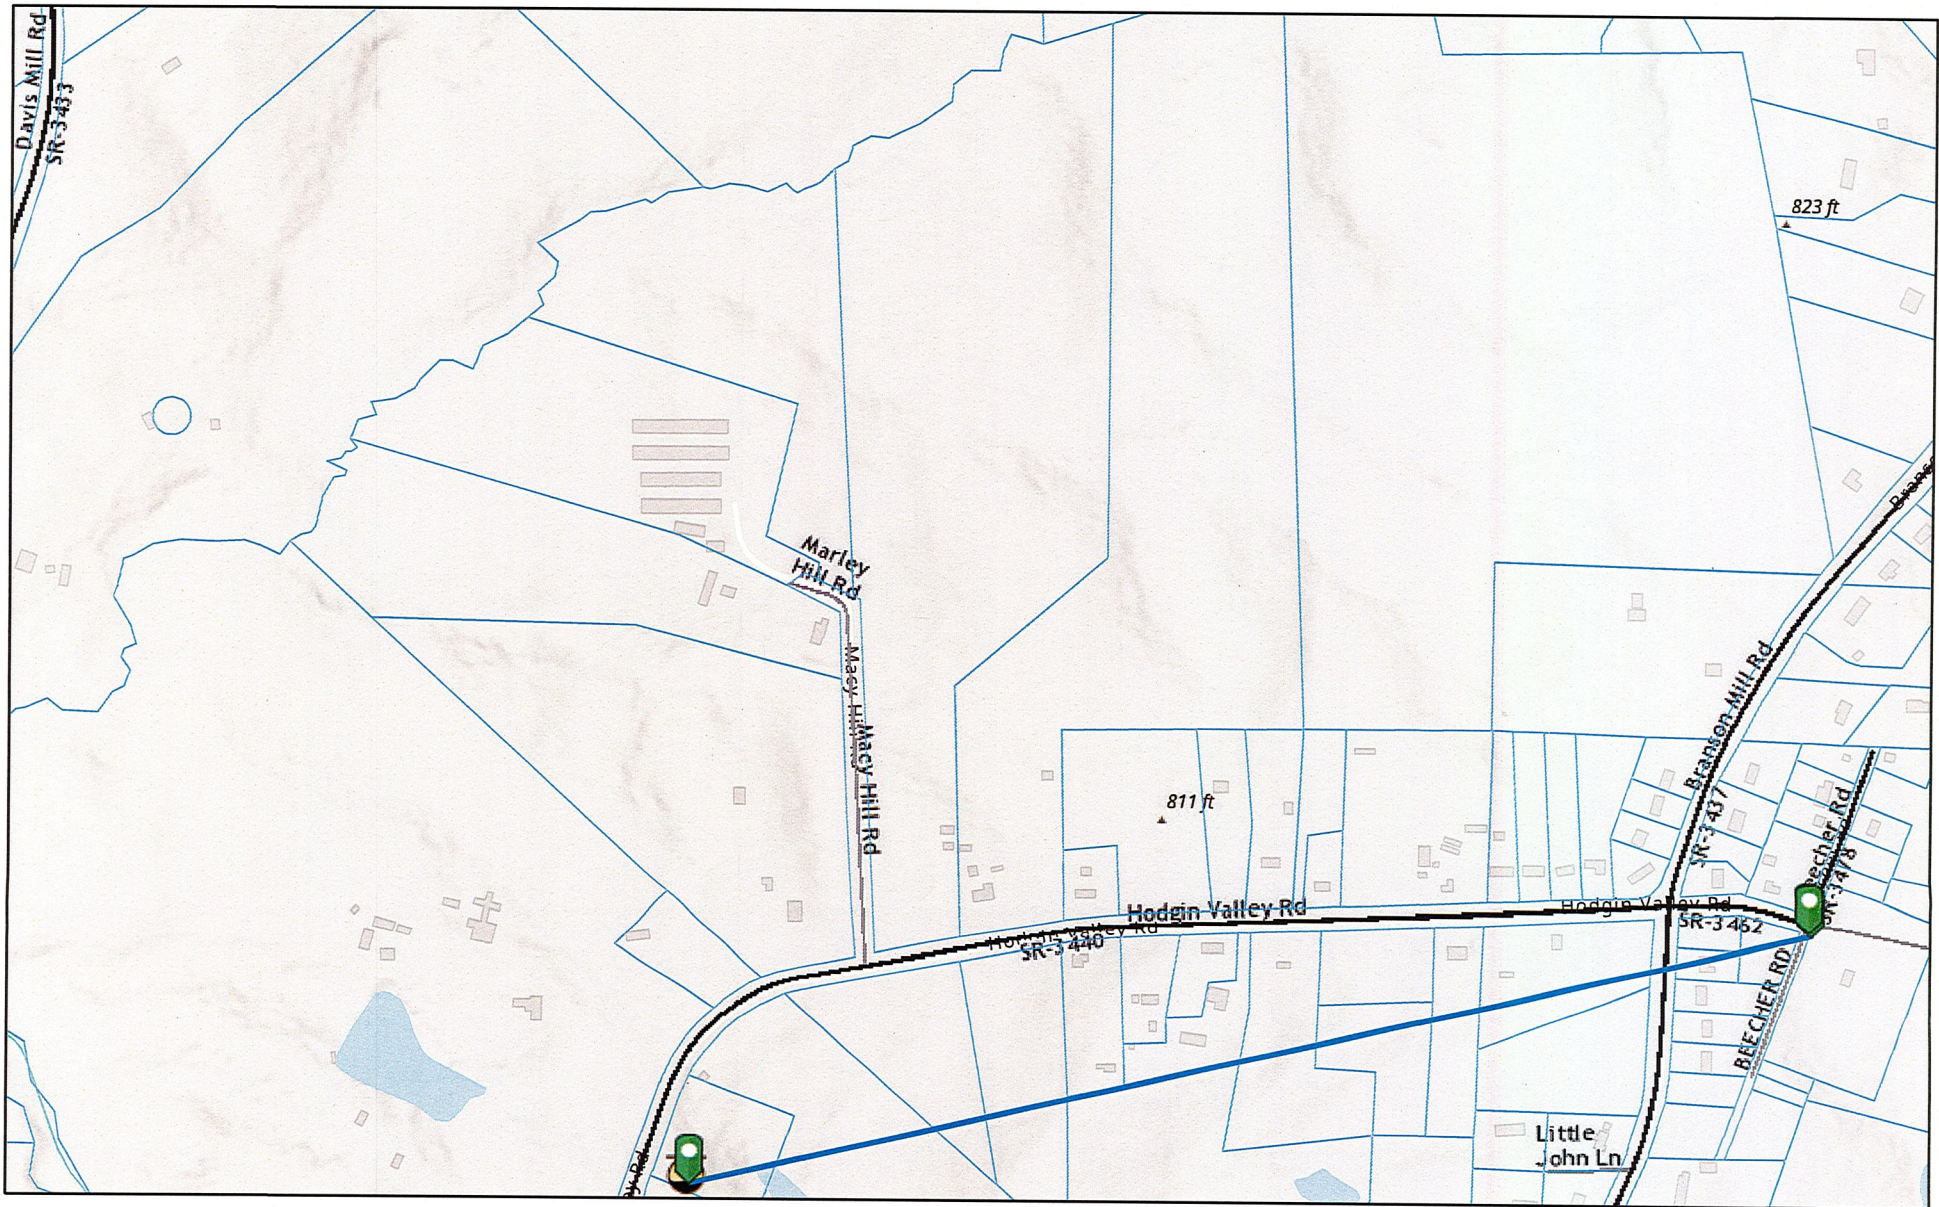 Davis Mill Rd
SR-3433
823 ft
Marley
Hill Rd
Macy Hill Rd
Macy Hill Rd
811 ft
Branson Mill Rd
SR-3437
Beecher Rd
SR-3478
Hodgin Valley Rd
Hodgin Valley Rd
Hodgin Valley Rd
SR-3440
SR-3462
BEECHER RD
Little
John Ln